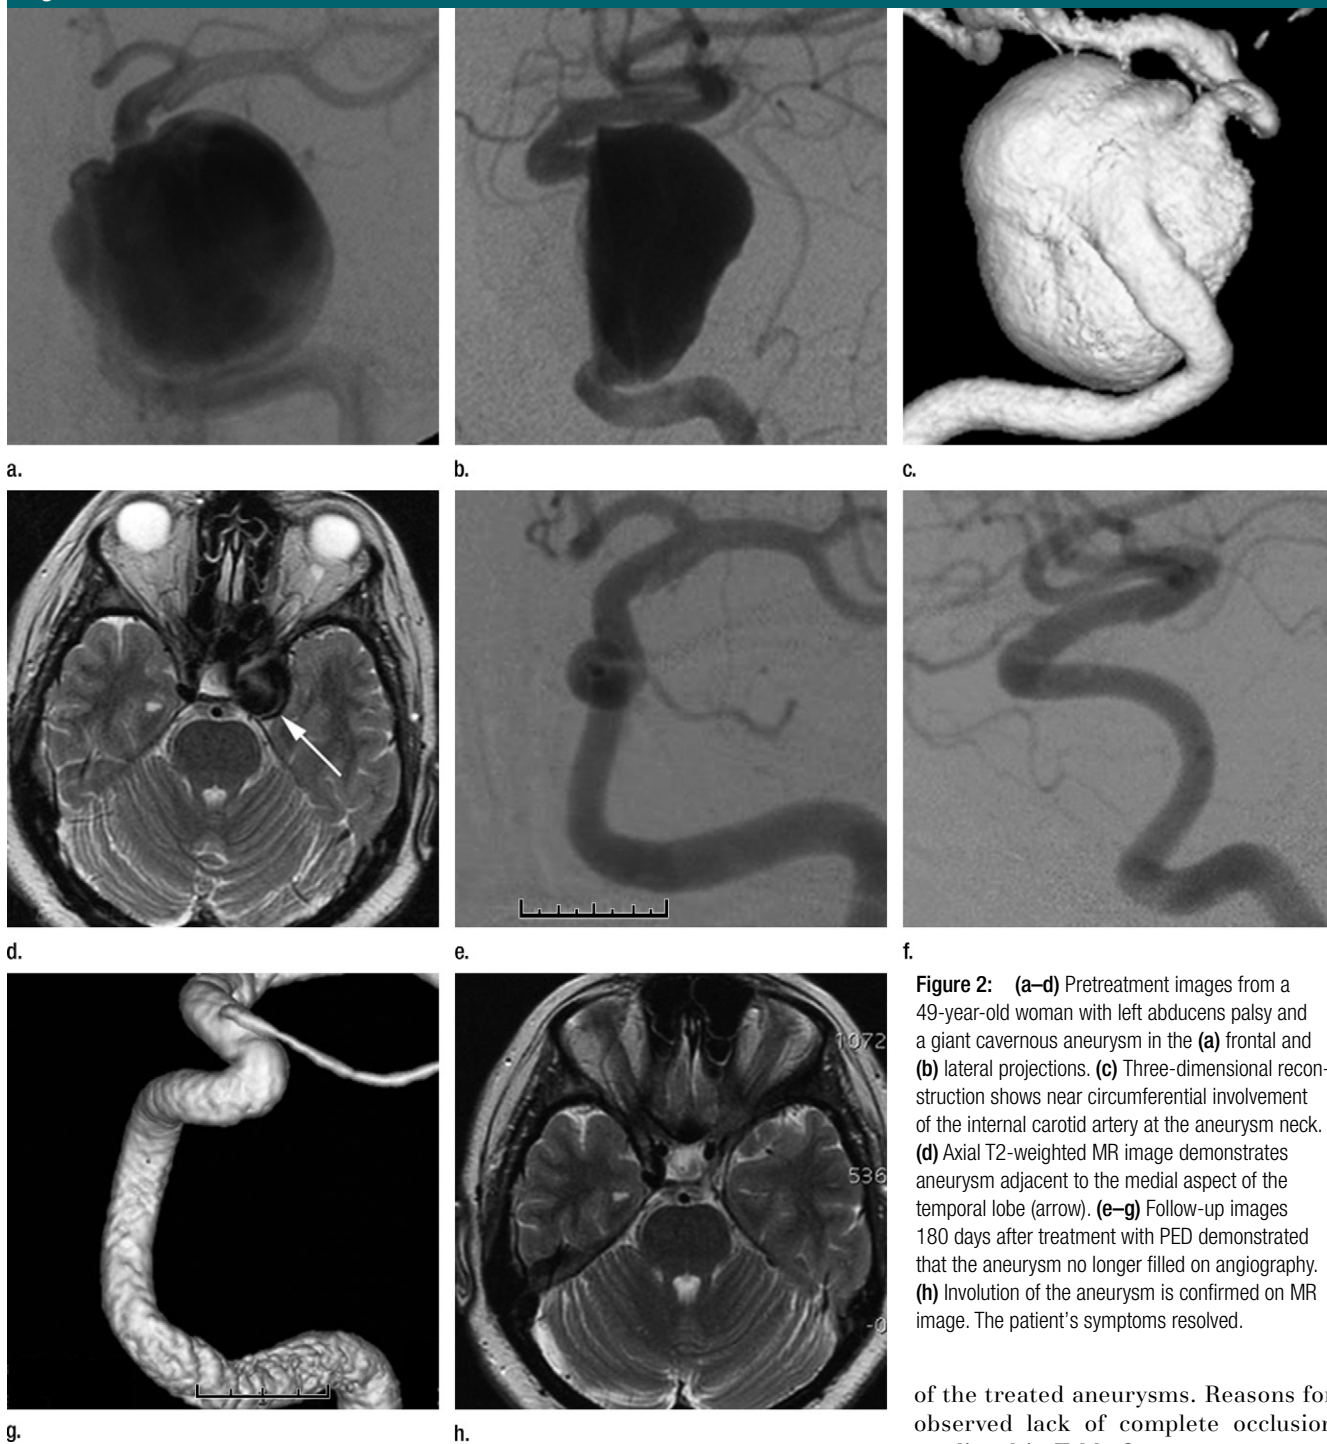 a.
b.
c.
d.
e.
f.
1072
536
-0
g.
h.
Figure 2: (a–d) Pretreatment images from a
49-year-old woman with left abducens palsy and
a giant cavernous aneurysm in the (a) frontal and
(b) lateral projections. (c) Three-dimensional recon-
struction shows near circumferential involvement
of the internal carotid artery at the aneurysm neck.
(d) Axial T2-weighted MR image demonstrates
aneurysm adjacent to the medial aspect of the
temporal lobe (arrow). (e–g) Follow-up images
180 days after treatment with PED demonstrated
that the aneurysm no longer filled on angiography.
(h) Involution of the aneurysm is confirmed on MR
image. The patient's symptoms resolved.
of the treated aneurysms. Reasons for
observed lack of complete occlusion